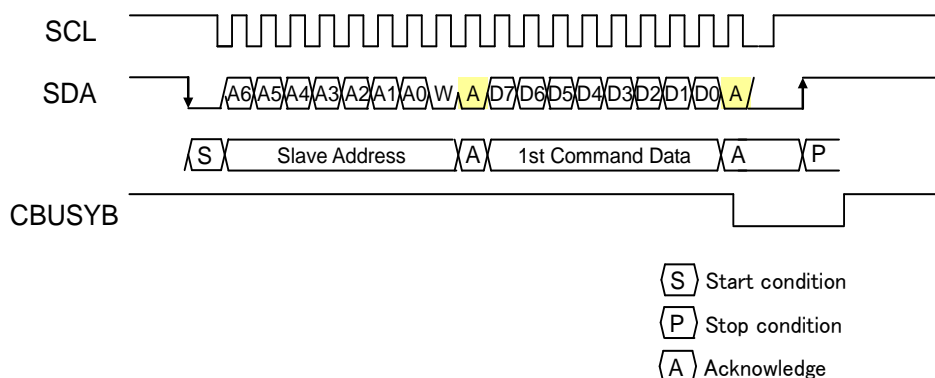 SCL
SDA A6 A5 A4 A3 A2 A1 A0 W A D7 D6 D5 D4 D3 D2 D1 D0 A
S Slave Address A 1st Command Data A P
CBUSYB
S Start condition
P Stop condition
A Acknowledge